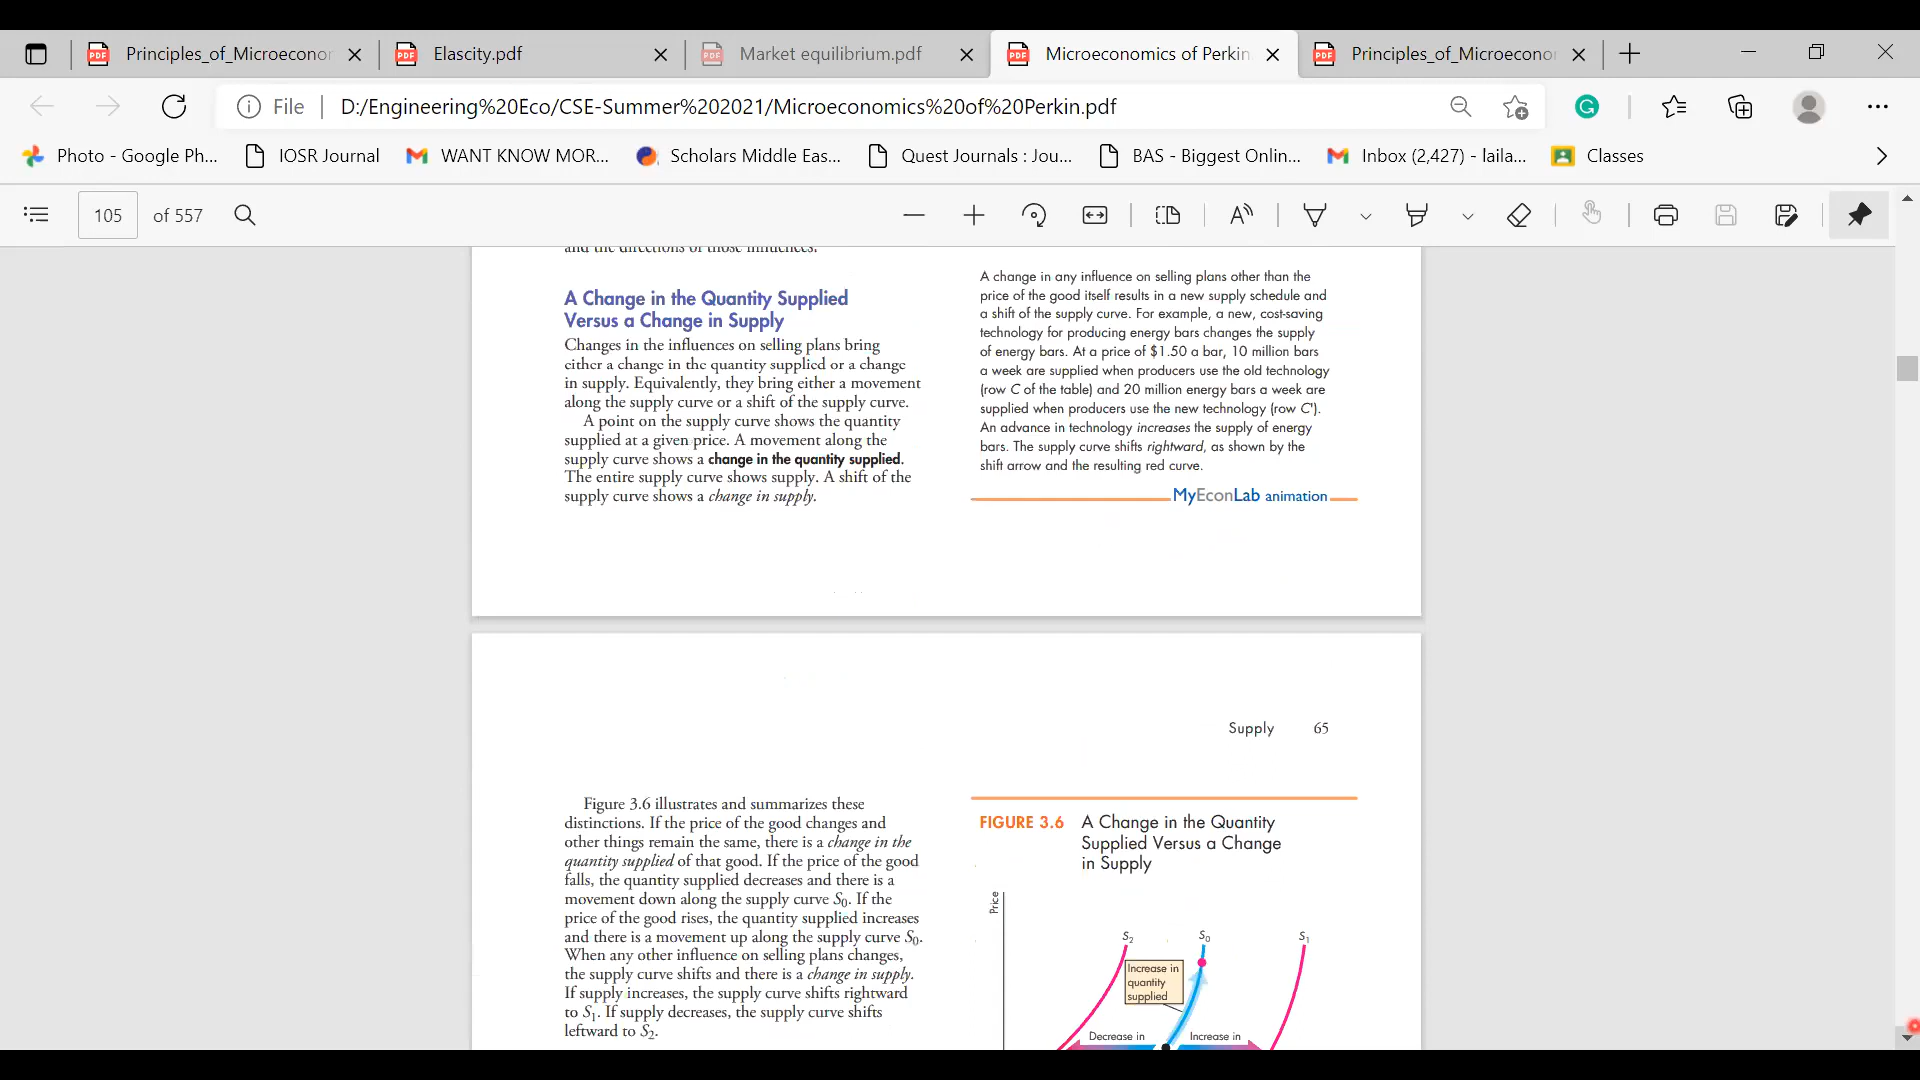 Principles_of_Microeconor
Elascity.pdf
Market equilibrium.pdf
Microeconomics of Perkin
Principles_of_Microecono
File
D:/Engineering%20Eco/CSE-Summer%202021/Microeconomics%20of%20Perkin.pdf
Photo - Google Ph...
IOSR Journal
WANT KNOW MOR...
Scholars Middle Eas...
Quest Journals : Jou...
BAS - Biggest Onlin...
Inbox (2,427) - laila...
Classes
105 of 557
and the directions of those influences.
A Change in the Quantity Supplied
Versus a Change in Supply
Changes in the influences on selling plans bring
either a change in the quantity supplied or a change
in supply. Equivalently, they bring either a movement
along the supply curve or a shift of the supply curve.
A point on the supply curve shows the quantity
supplied at a given price. A movement along the
supply curve shows a change in the quantity supplied.
The entire supply curve shows supply. A shift of the
supply curve shows a change in supply.
A change in any influence on selling plans other than the
price of the good itself results in a new supply schedule and
a shift of the supply curve. For example, a new, cost-saving
technology for producing energy bars changes the supply
of energy bars. At a price of $1.50 a bar, 10 million bars
a week are supplied when producers use the old technology
(row C of the table) and 20 million energy bars a week are
supplied when producers use the new technology (row C').
An advance in technology increases the supply of energy
bars. The supply curve shifts rightward, as shown by the
shift arrow and the resulting red curve.
MyEconLab animation
Supply 65
Figure 3.6 illustrates and summarizes these
distinctions. If the price of the good changes and
other things remain the same, there is a change in the
quantity supplied of that good. If the price of the good
falls, the quantity supplied decreases and there is a
movement down along the supply curve S0. If the
price of the good rises, the quantity supplied increases
and there is a movement up along the supply curve S0.
When any other influence on selling plans changes,
the supply curve shifts and there is a change in supply.
If supply increases, the supply curve shifts rightward
to S1. If supply decreases, the supply curve shifts
leftward to S2.
FIGURE 3.6 A Change in the Quantity
Supplied Versus a Change
in Supply
Price
S2
S0
S1
Increase in
quantity
supplied
Decrease in
Increase in